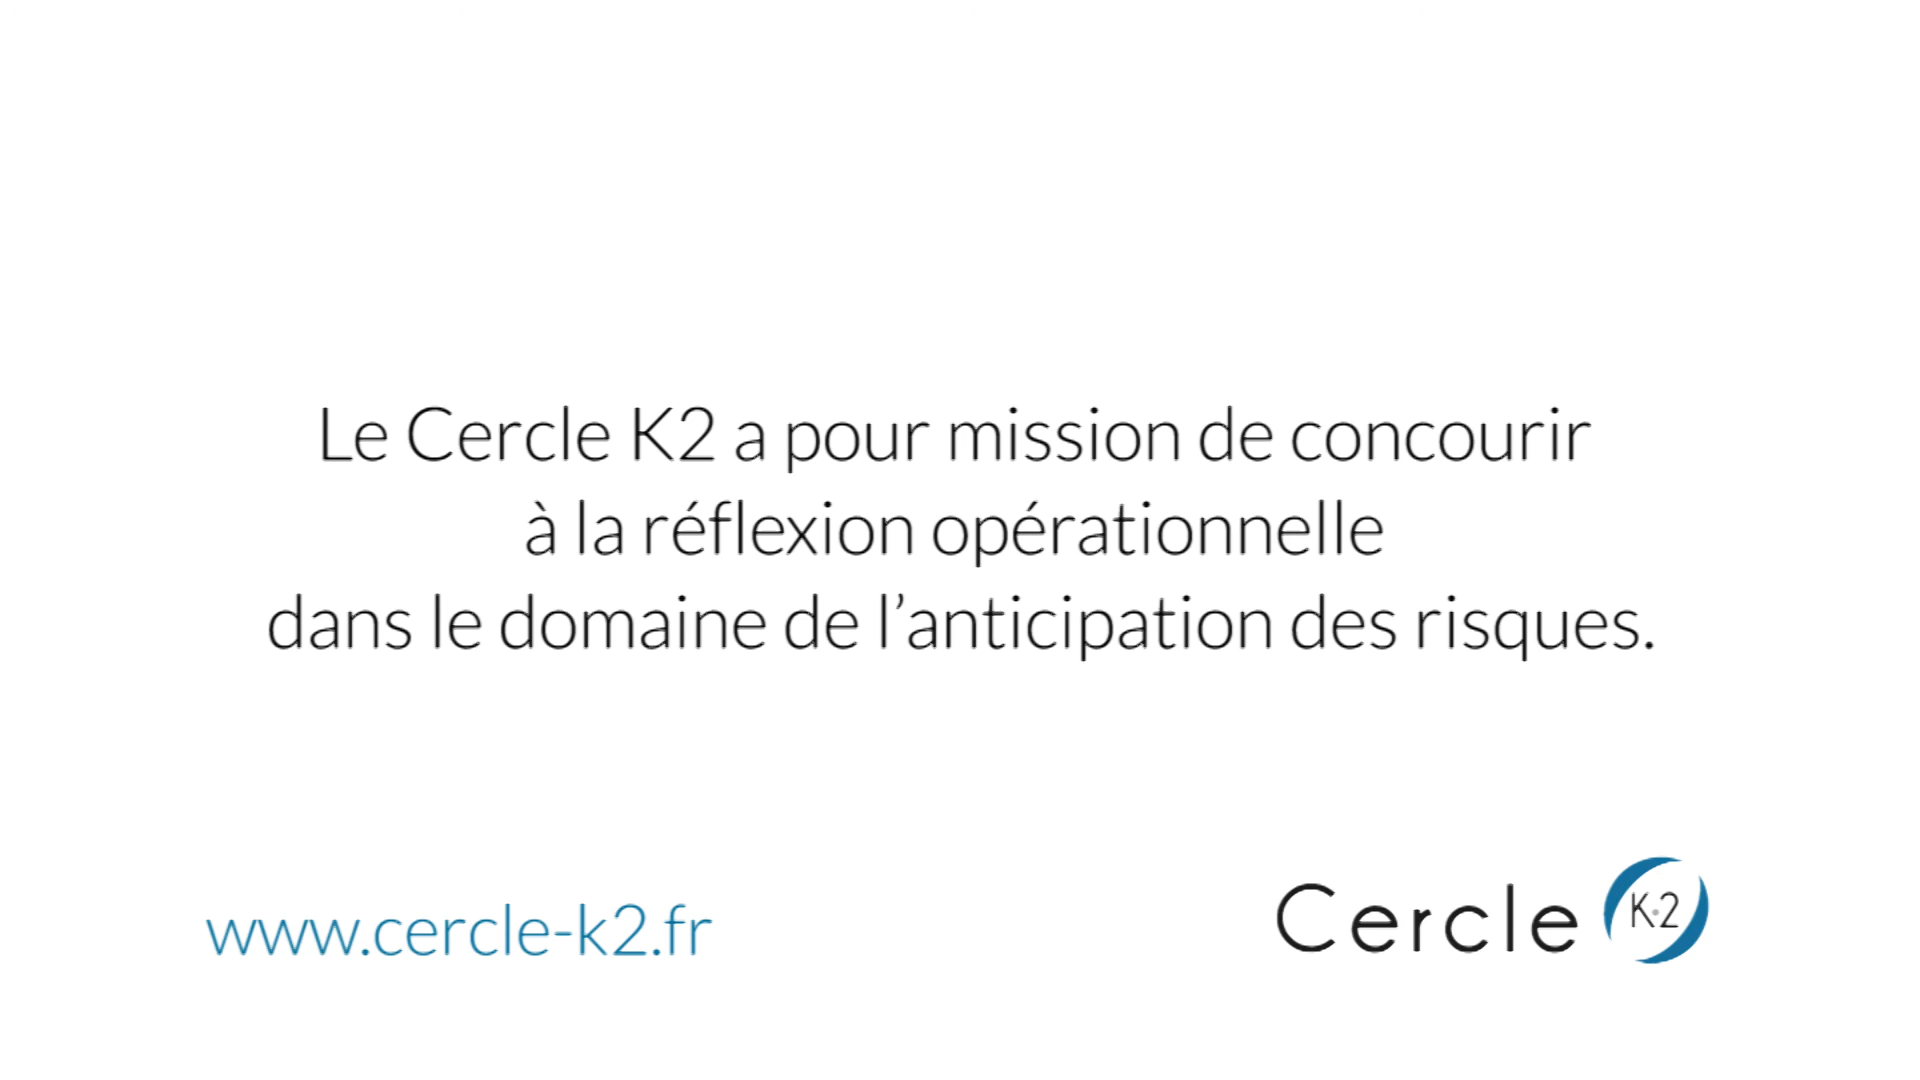 Le Cercle K2 a pour mission de concourir
à la réflexion opérationnelle
dans le domaine de l’anticipation des risques.
www.cercle-k2.fr
Cercle K·2